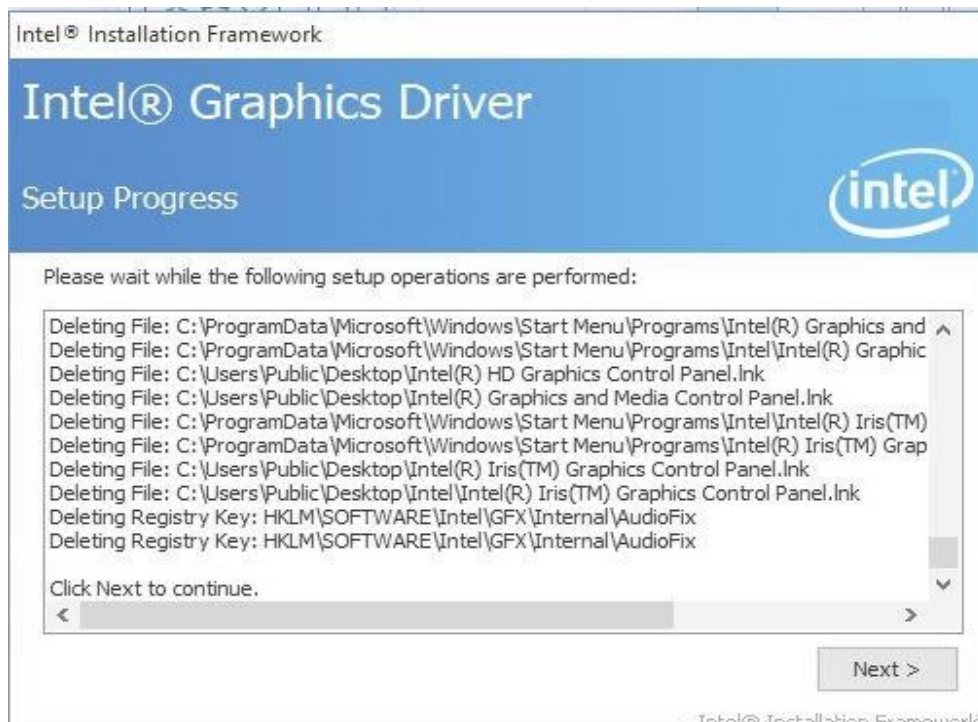 Intel® Installation Framework
Intel® Graphics Driver
Setup Progress
intel
Please wait while the following setup operations are performed:
Deleting File: C:\ProgramData\Microsoft\Windows\Start Menu\Programs\Intel(R) Graphics and
Deleting File: C:\ProgramData\Microsoft\Windows\Start Menu\Programs\Intel\Intel(R) Graphic
Deleting File: C:\Users\Public\Desktop\Intel(R) HD Graphics Control Panel.lnk
Deleting File: C:\Users\Public\Desktop\Intel(R) Graphics and Media Control Panel.lnk
Deleting File: C:\ProgramData\Microsoft\Windows\Start Menu\Programs\Intel\Intel(R) Iris(TM)
Deleting File: C:\ProgramData\Microsoft\Windows\Start Menu\Programs\Intel(R) Iris(TM) Grap
Deleting File: C:\Users\Public\Desktop\Intel(R) Iris(TM) Graphics Control Panel.lnk
Deleting File: C:\Users\Public\Desktop\Intel\Intel(R) Iris(TM) Graphics Control Panel.lnk
Deleting Registry Key: HKLM\SOFTWARE\Intel\GFX\Internal\AudioFix
Deleting Registry Key: HKLM\SOFTWARE\Intel\GFX\Internal\AudioFix
Click Next to continue.
Next >
Intel® Installation Framework